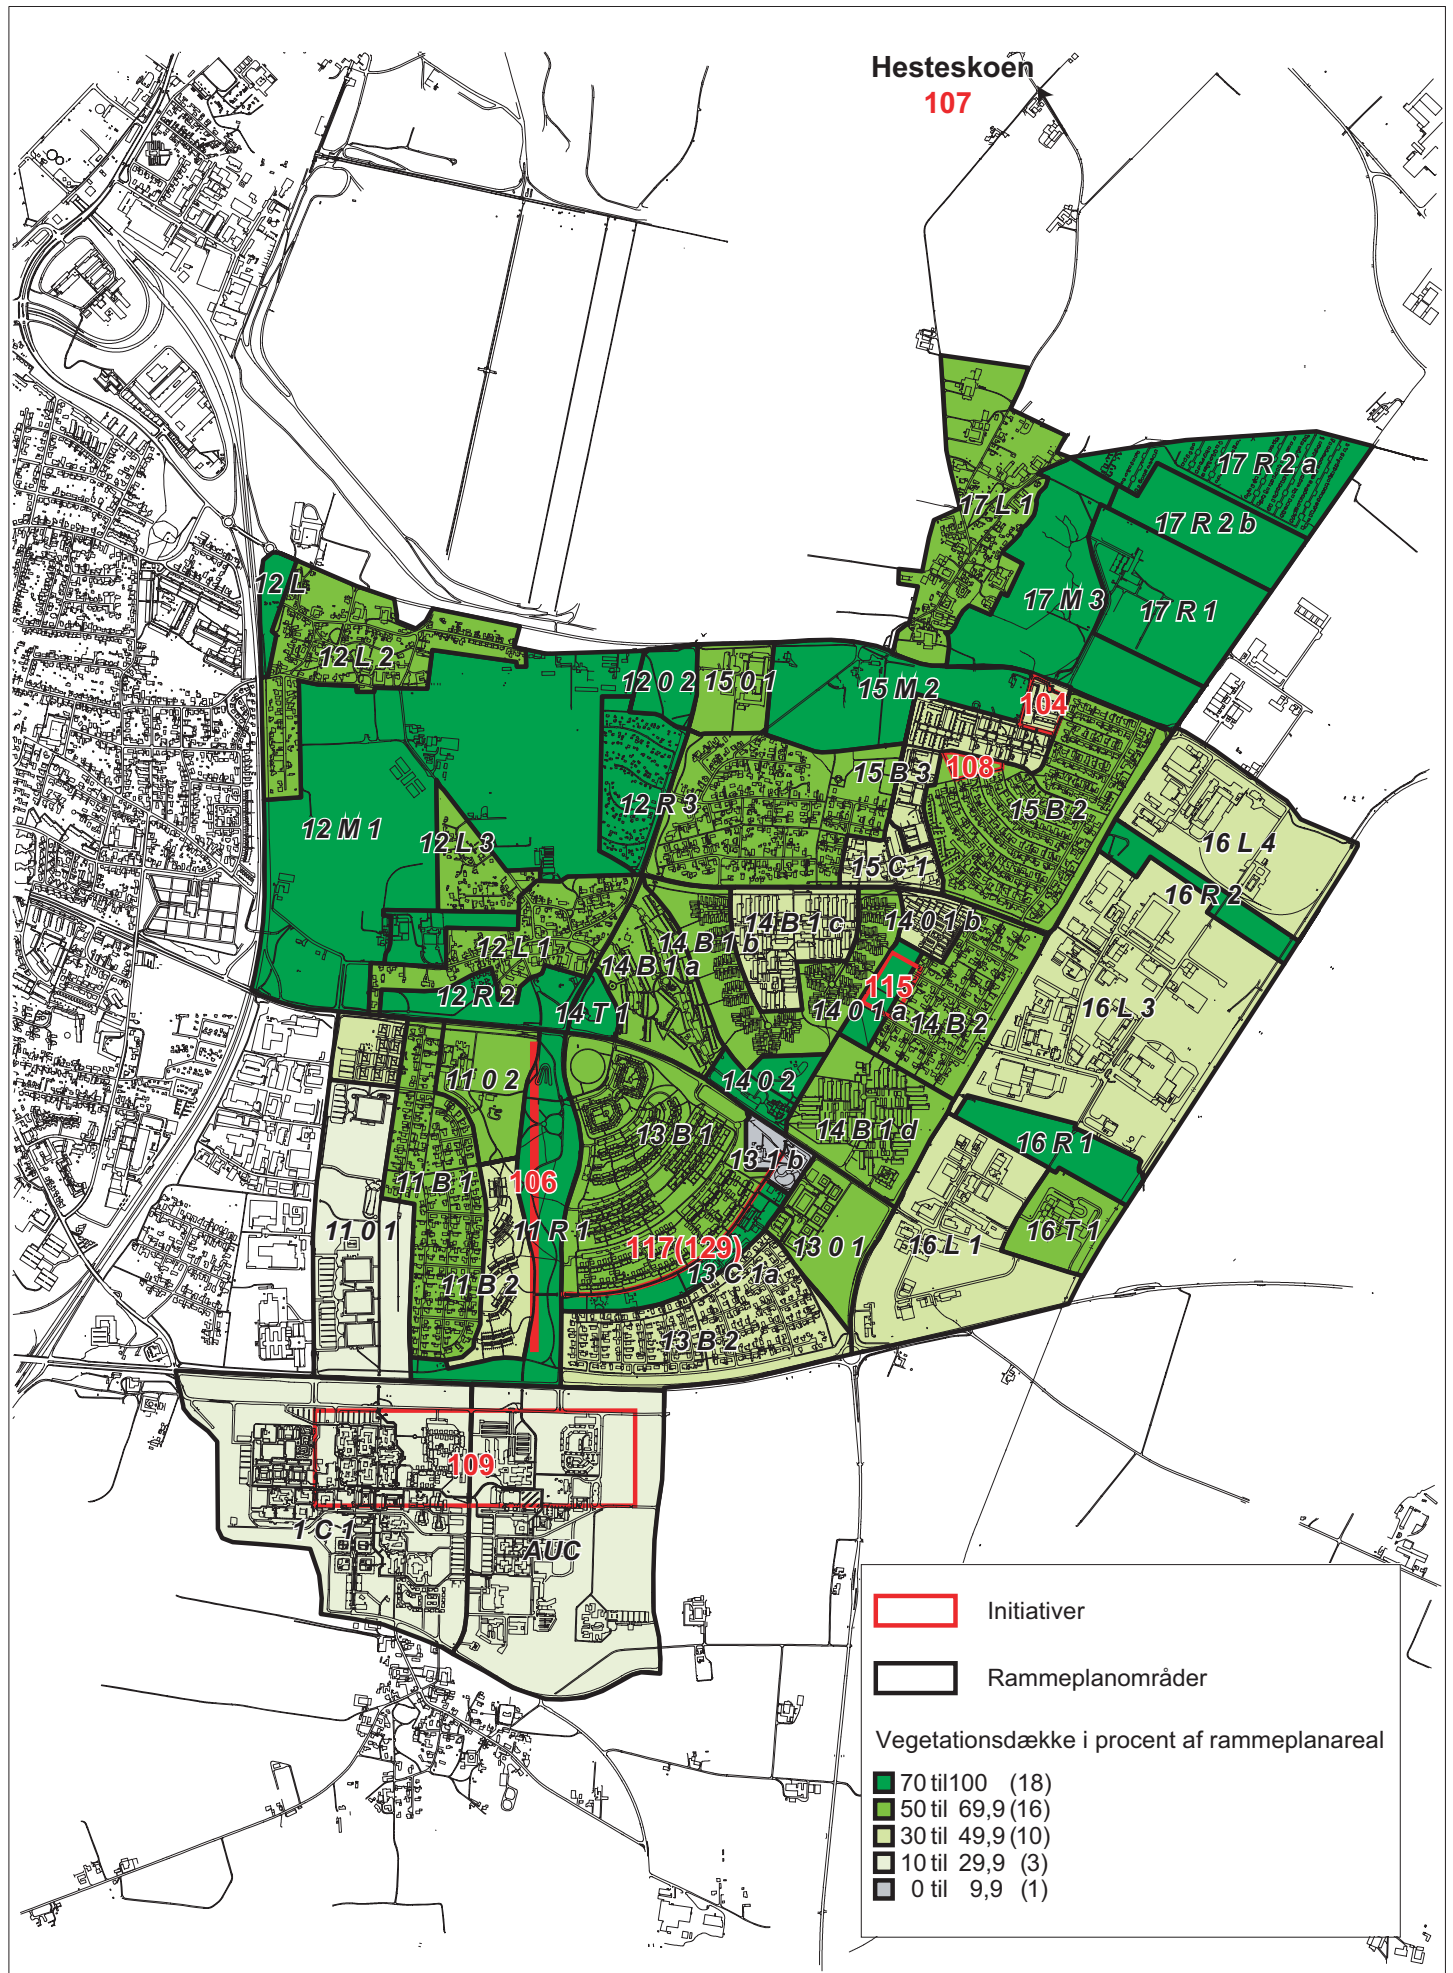 Hesteskoen
107
17 R 2 a
17 R 2 b
17 L 1
17 M 3
17 R 1
12 L
12 L 2
12 0 2
15 0 1
15 M 2
104
15 B 3
108
12 R 3
15 B 2
12 M 1
12 L 3
16 L 4
15 C 1
16 R 2
14 B 1 c
14 0 1 b
14 B 1 b
12 L 1
14 B 1 a
115
12 R 2
14 T 1
14 0 1 a
14 B 2
16 L 3
11 0 2
14 0 2
13 B 1
14 B 1 d
16 R 1
13 1 b
11 B 1
106
11 0 1
11 R 1
117(129)
13 0 1
16 L 1
16 T 1
11 B 2
13 C 1a
13 B 2
109
1 C 1
AUC
Initiativer
Rammeplanområder
Vegetationsdække i procent af rammeplanareal
70 til 100 (18)
50 til 69,9 (16)
30 til 49,9 (10)
10 til 29,9 (3)
0 til 9,9 (1)